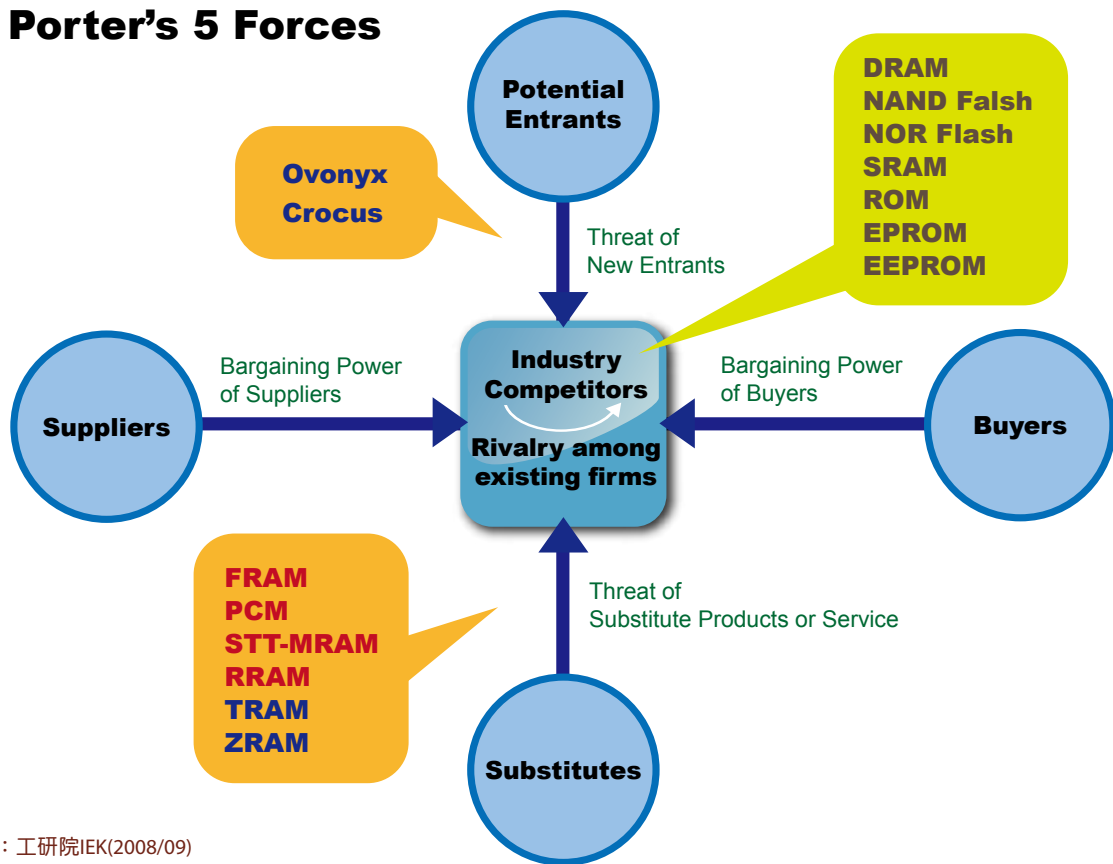 Porter's 5 Forces
Potential
Entrants
DRAM
NAND Falsh
NOR Flash
SRAM
ROM
EPROM
EEPROM
Ovonyx
Crocus
Threat of
New Entrants
Suppliers
Bargaining Power
of Suppliers
Industry
Competitors
Rivalry among
existing firms
Bargaining Power
of Buyers
Buyers
FRAM
PCM
STT-MRAM
RRAM
TRAM
ZRAM
Threat of
Substitute Products or Service
Substitutes
: 工研院IEK(2008/09)